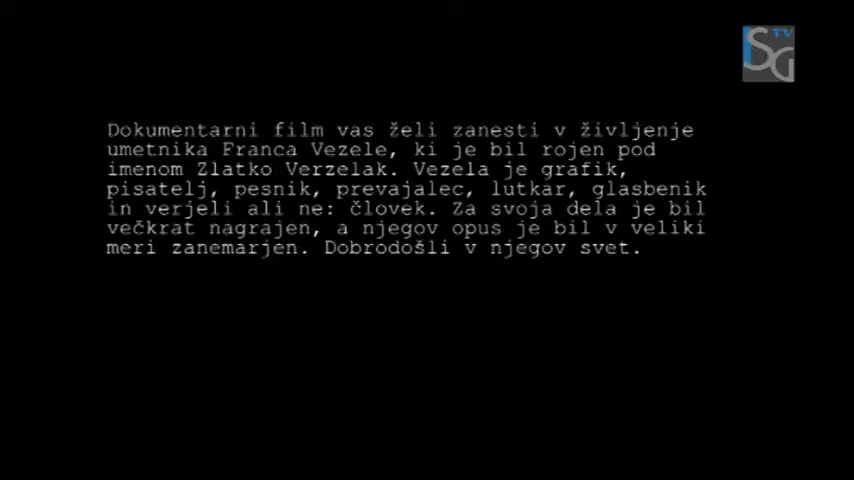 TV
SG
Dokumentarni film vas želi zanesti v življenje
umetnika Franca Vezele, ki je bil rojen pod
imenom Zlatko Verzelak. Vezela je grafik,
pisatelj, pesnik, prevajalec, lutkar, glasbenik
in verjeli ali ne: človek. Za svoja dela je bil
večkrat nagrajen, a njegov opus je bil v veliki
meri zanemarjen. Dobrodošli v njegov svet.